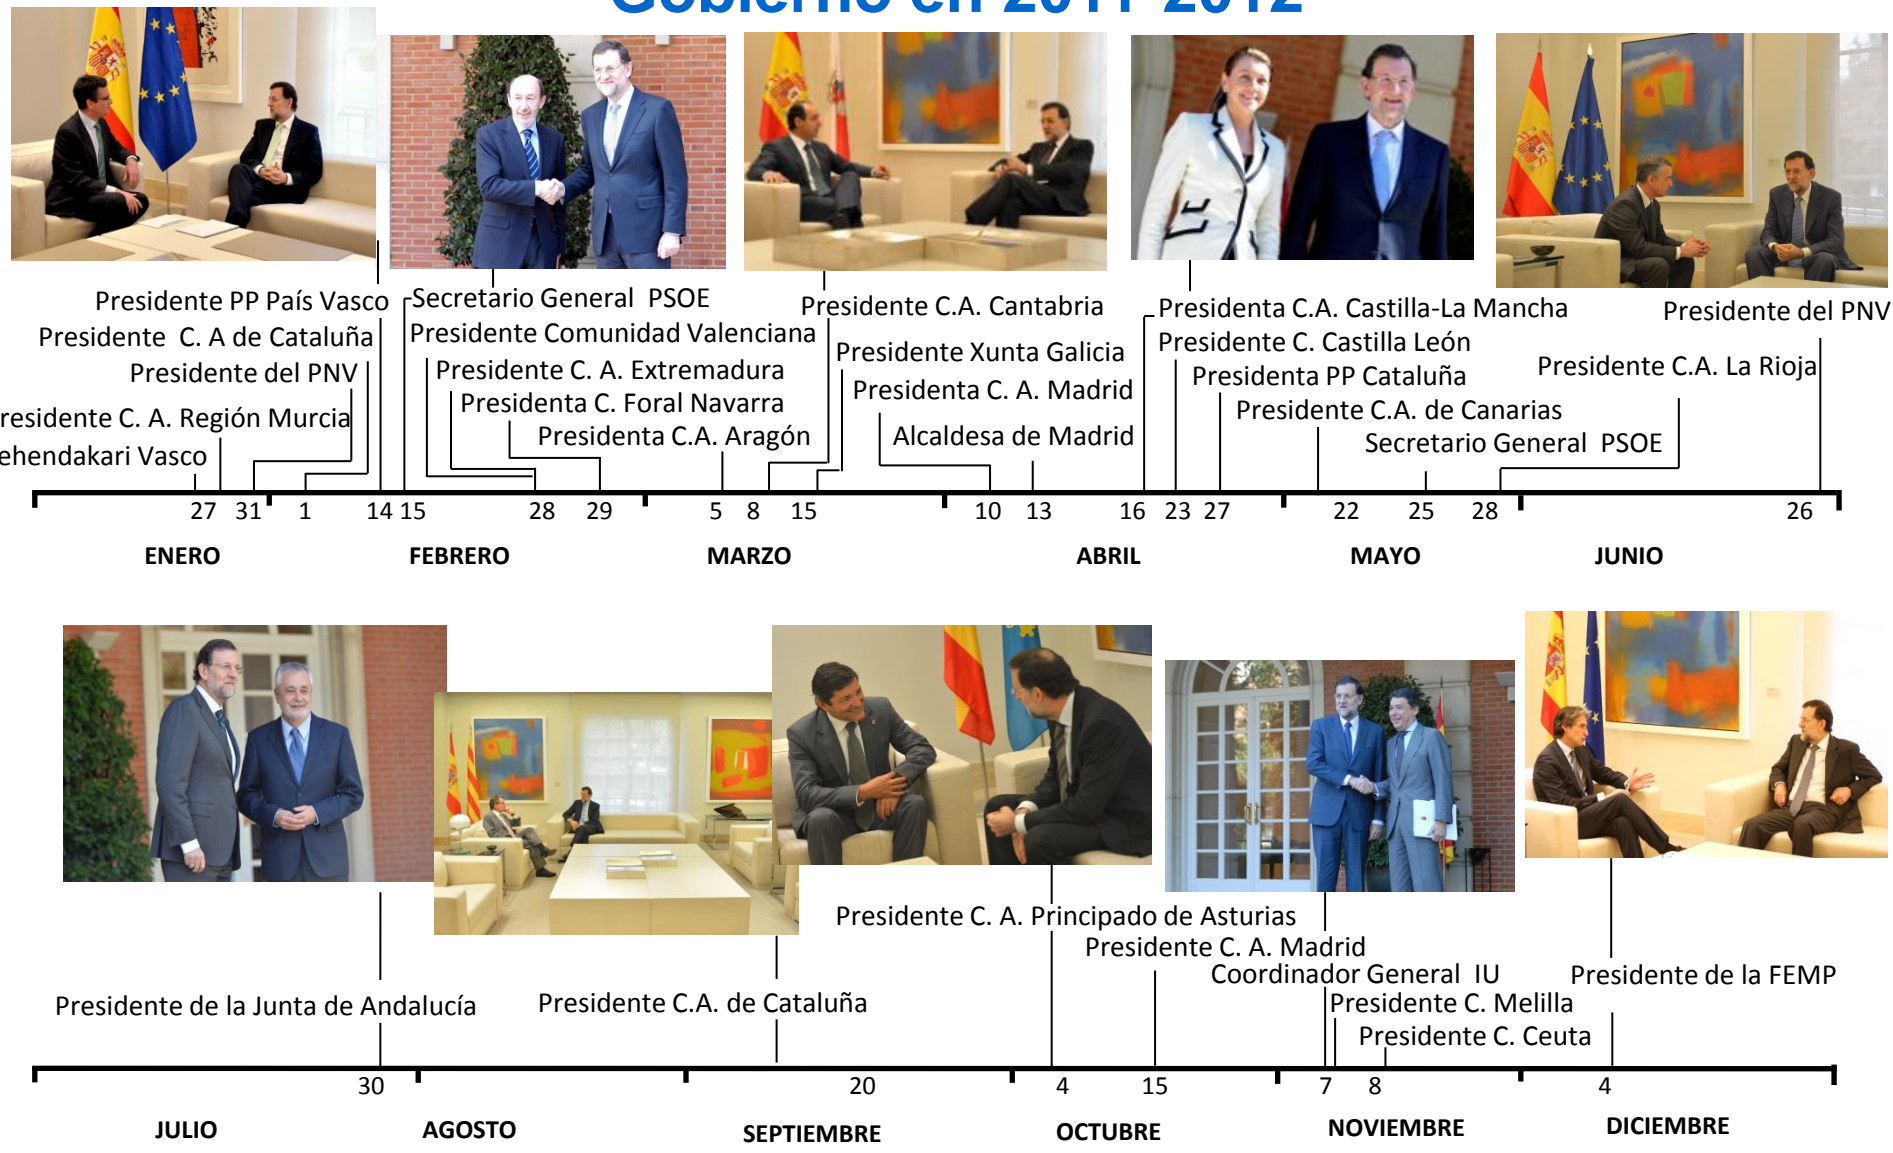 Gobierno en 2011-2012
Presidente PP País Vasco
Presidente C. A de Cataluña
Presidente del PNV
residente C. A. Región Murcia
ehendakari Vasco
Secretario General PSOE
Presidente Comunidad Valenciana
Presidente C. A. Extremadura
Presidenta C. Foral Navarra
Presidenta C.A. Aragón
Presidente C.A. Cantabria
Presidente Xunta Galicia
Presidenta C. A. Madrid
Alcaldesa de Madrid
Presidenta C.A. Castilla-La Mancha
Presidente C. Castilla León
Presidenta PP Cataluña
Presidente C.A. de Canarias
Secretario General PSOE
Presidente del PNV
Presidente C.A. La Rioja
27 31 1 14 15 28 29 5 8 15 10 13 16 23 27 22 25 28 26
ENERO FEBRERO MARZO ABRIL MAYO JUNIO
Presidente de la Junta de Andalucía
Presidente C.A. de Cataluña
Presidente C. A. Principado de Asturias
Presidente C. A. Madrid
Coordinador General IU
Presidente C. Melilla
Presidente C. Ceuta
Presidente de la FEMP
30 20 4 15 7 8 4
JULIO AGOSTO SEPTIEMBRE OCTUBRE NOVIEMBRE DICIEMBRE